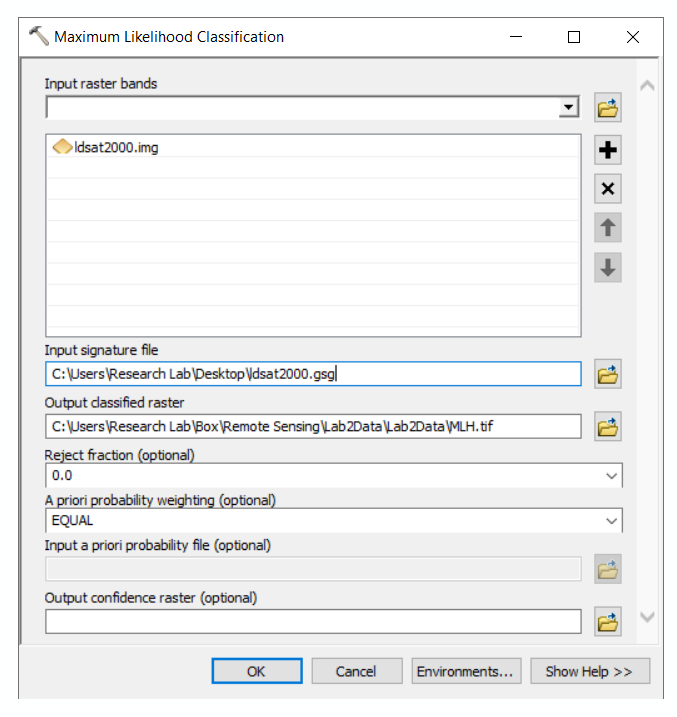 Maximum Likelihood Classification
Input raster bands
ldsat2000.img
Input signature file
C:\Users\Research Lab\Desktop\ldsat2000.gsg
Output classified raster
C:\Users\Research Lab\Box\Remote Sensing\Lab2Data\Lab2Data\MLH.tif
Reject fraction (optional)
0.0
A priori probability weighting (optional)
EQUAL
Input a priori probability file (optional)
Output confidence raster (optional)
OK Cancel Environments... Show Help >>